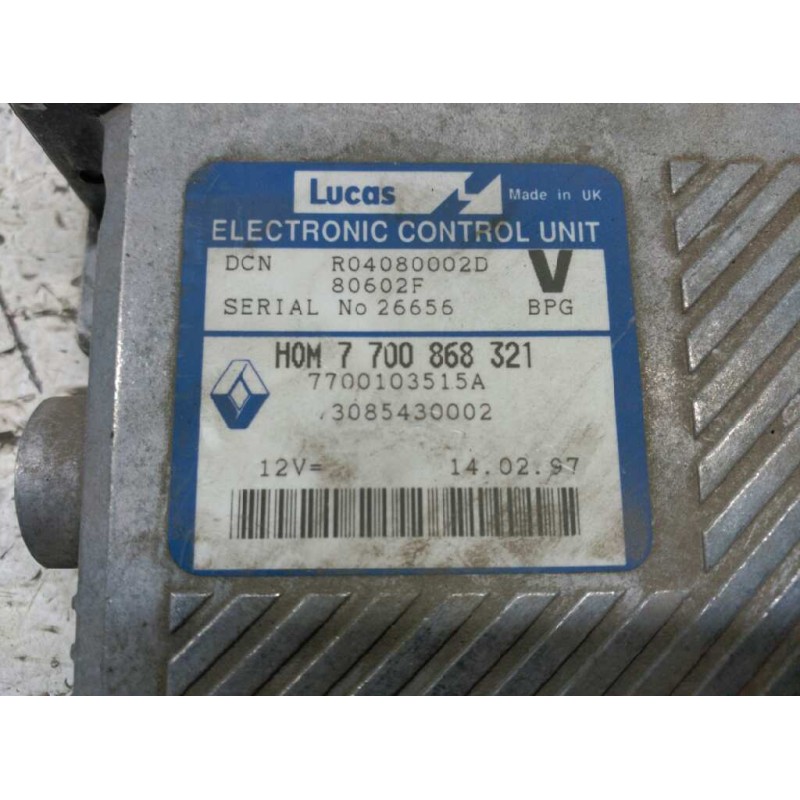 Lucas Made in UK
ELECTRONIC CONTROL UNIT
DCN R04080002D V
80602F
SERIAL No 26656 BPG
HOM 7 700 868 321
7700103515A
73085430002
12V= 14.02.97